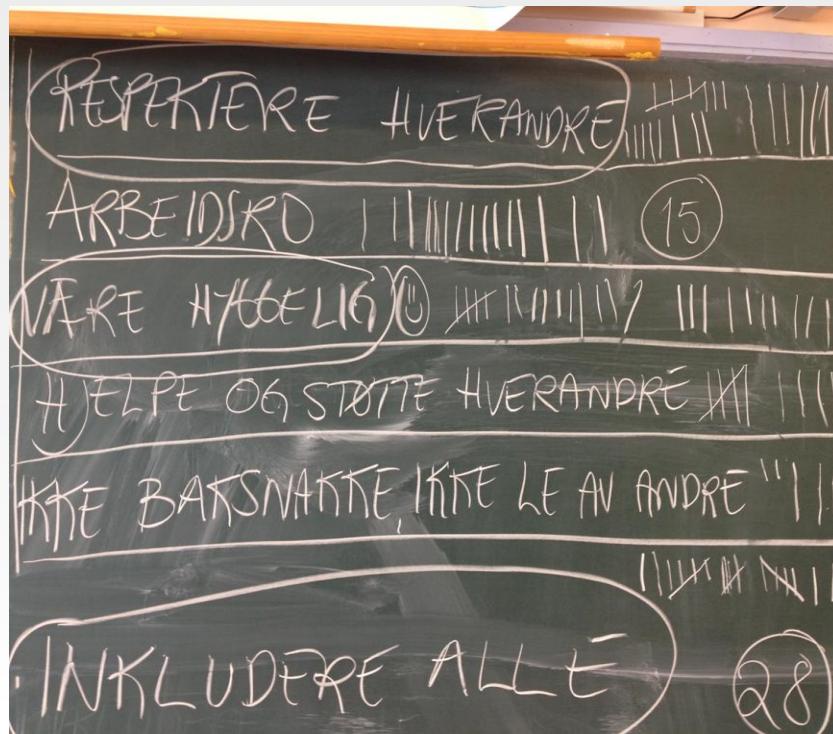 RESPEKTERE HVERANDRE
ARBEIDSRO 15
VÆRE HYGGELIG
HJELPE OG STØTTE HVERANDRE
IKKE BAKSNAKKE, IKKE LE AV ANDRE
INKLUDERE ALLE 28